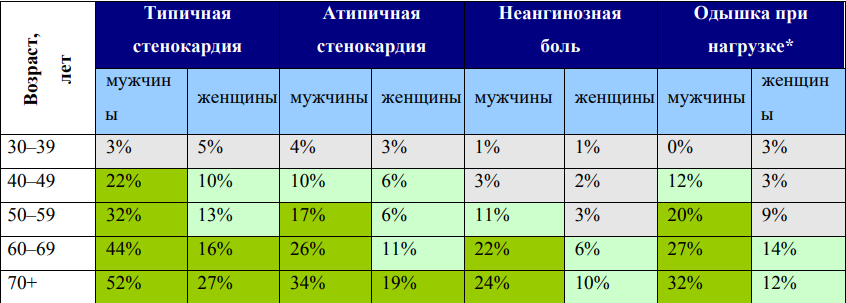 Возраст, лет
Типичная стенокардия
Атипичная стенокардия
Неангинозная боль
Одышка при нагрузке*
мужчины женщины мужчины женщины мужчины женщины мужчины женщины
30–39 3% 5% 4% 3% 1% 1% 0% 3%
40–49 22% 10% 10% 6% 3% 2% 12% 3%
50–59 32% 13% 17% 6% 11% 3% 20% 9%
60–69 44% 16% 26% 11% 22% 6% 27% 14%
70+ 52% 27% 34% 19% 24% 10% 32% 12%